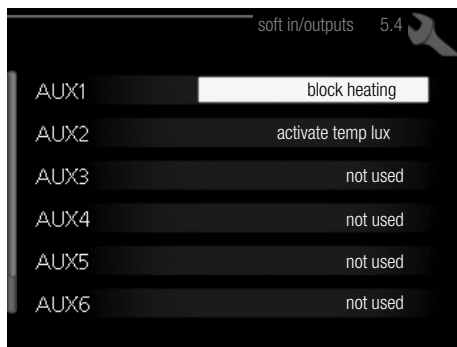 soft in/outputs 5.4
AUX1 block heating
AUX2 activate temp lux
AUX3 not used
AUX4 not used
AUX5 not used
AUX6 not used